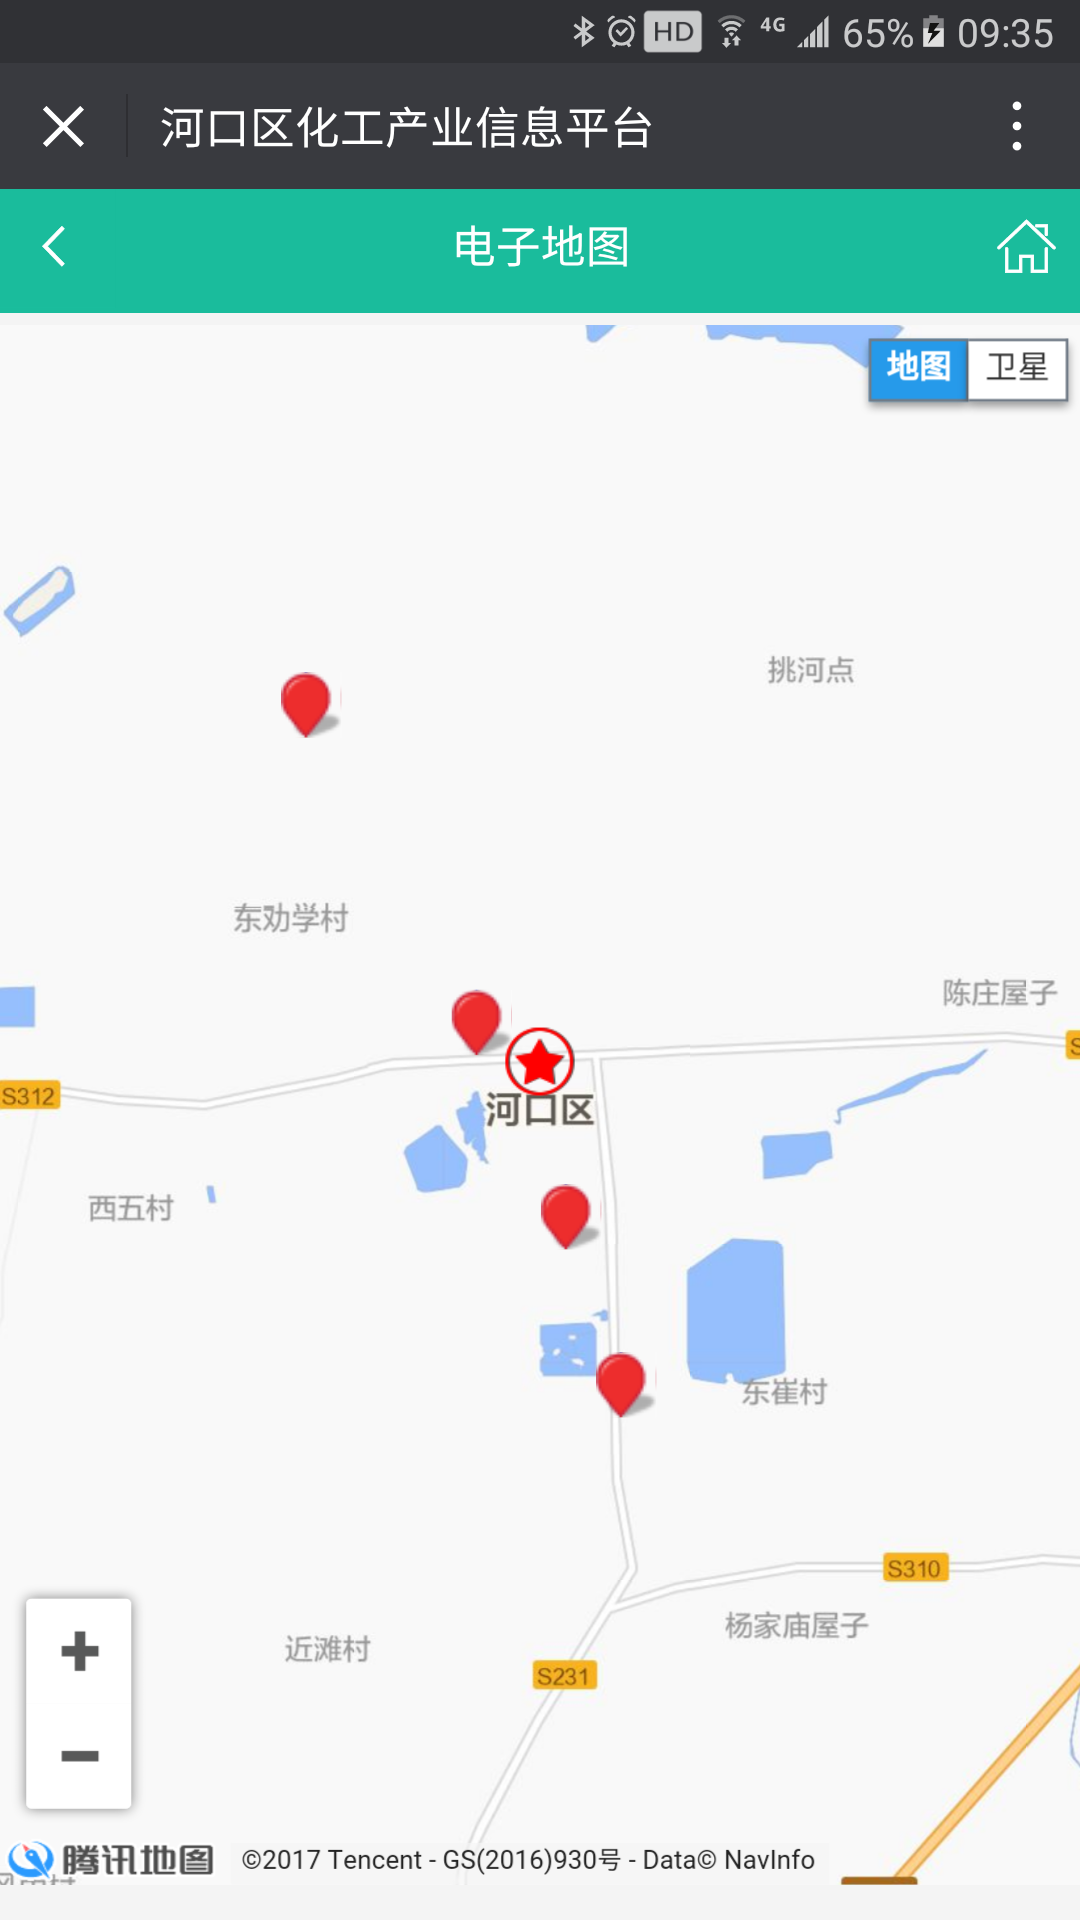 HD 4G 65% 09:35
河口区化工产业信息平台
电子地图
地图 卫星
挑河点
东劝学村
陈庄屋子
S312
河口区
西五村
东崔村
S310
杨家庙屋子
近滩村
S231
腾讯地图 ©2017 Tencent - GS(2016)930号 - Data© NavInfo